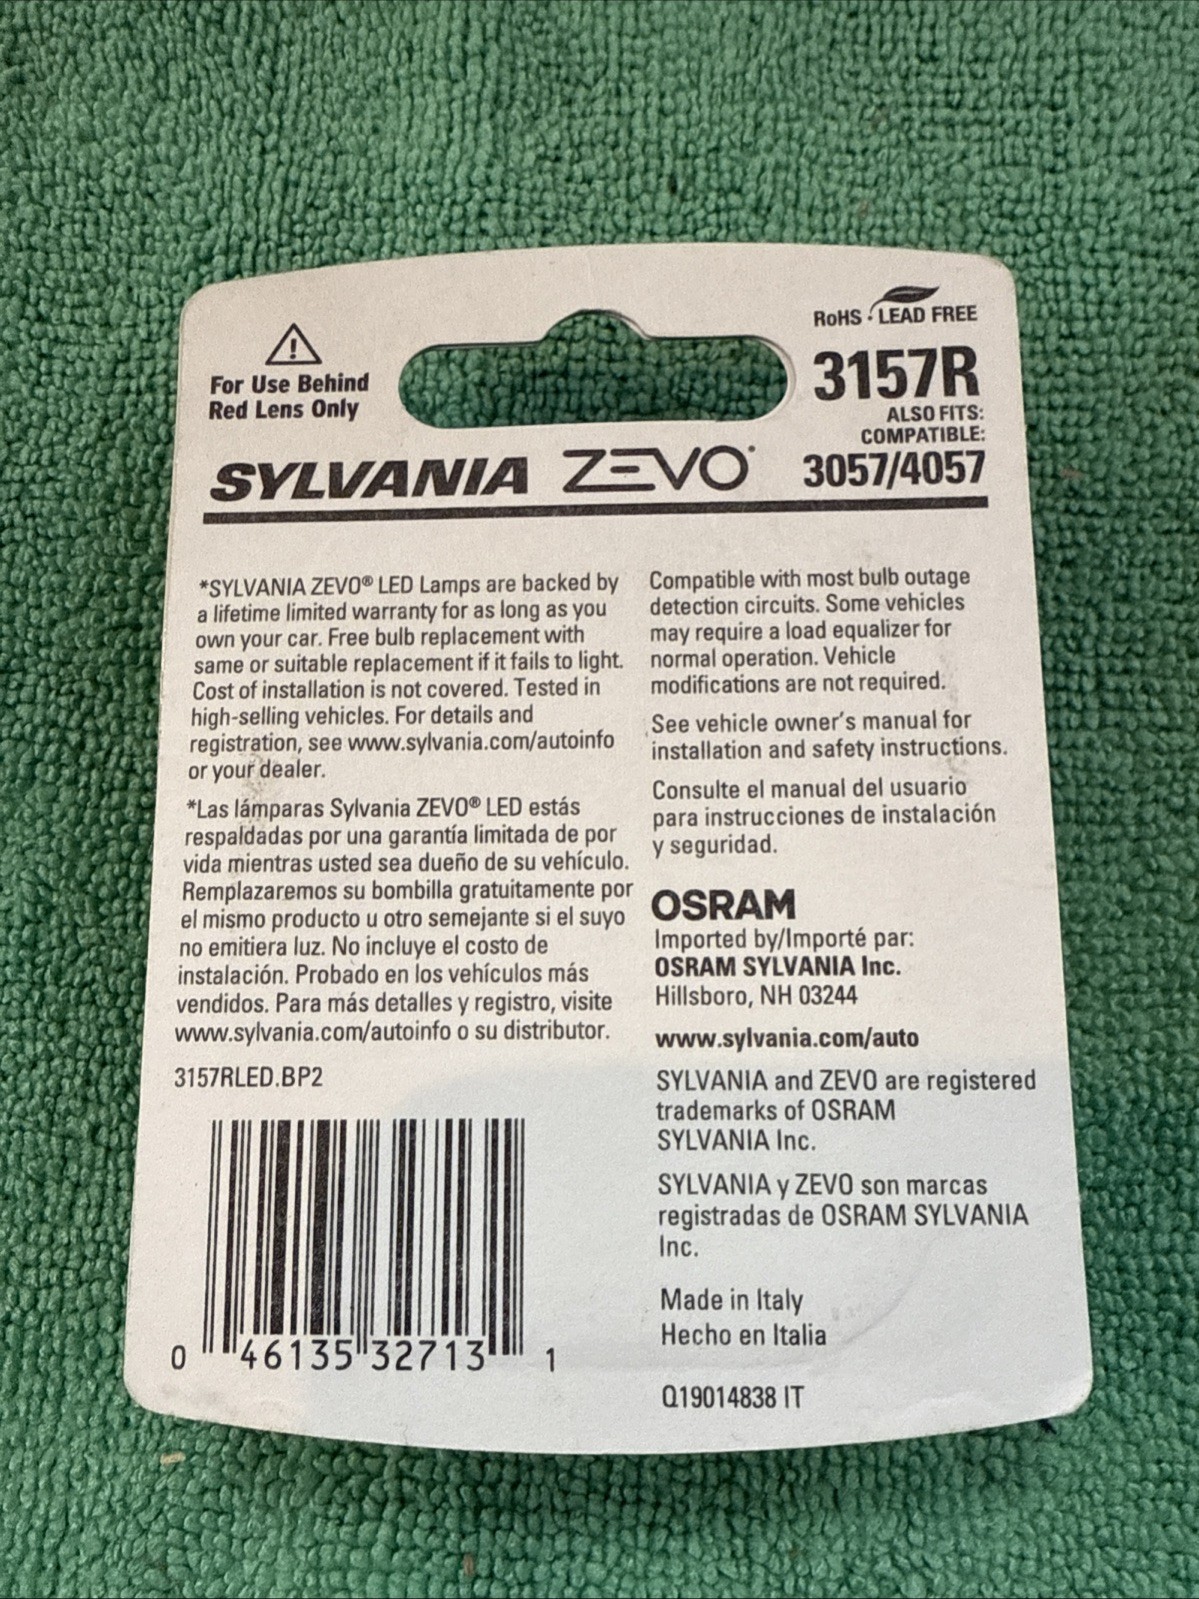 For Use Behind
Red Lens Only
RoHS LEAD FREE
3157R
ALSO FITS:
COMPATIBLE:
3057/4057
SYLVANIA ZEVO
*SYLVANIA ZEVO® LED Lamps are backed by
a lifetime limited warranty for as long as you
own your car. Free bulb replacement with
same or suitable replacement if it fails to light.
Cost of installation is not covered. Tested in
high-selling vehicles. For details and
registration, see www.sylvania.com/autoinfo
or your dealer.
*Las lámparas Sylvania ZEVO® LED estás
respaldadas por una garantía limitada de por
vida mientras usted sea dueño de su vehículo.
Remplazaremos su bombilla gratuitamente por
el mismo producto u otro semejante si el suyo
no emitiera luz. No incluye el costo de
instalación. Probado en los vehículos más
vendidos. Para más detalles y registro, visite
www.sylvania.com/autoinfo o su distributor.
3157RLED.BP2
0 46135 32713 1
Compatible with most bulb outage
detection circuits. Some vehicles
may require a load equalizer for
normal operation. Vehicle
modifications are not required.
See vehicle owner's manual for
installation and safety instructions.
Consulte el manual del usuario
para instrucciones de instalación
y seguridad.
OSRAM
Imported by/Importé par:
OSRAM SYLVANIA Inc.
Hillsboro, NH 03244
www.sylvania.com/auto
SYLVANIA and ZEVO are registered
trademarks of OSRAM
SYLVANIA Inc.
SYLVANIA y ZEVO son marcas
registradas de OSRAM SYLVANIA
Inc.
Made in Italy
Hecho en Italia
Q19014838 IT